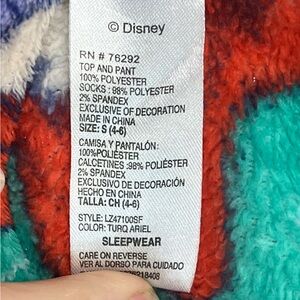 © Disney
RN # 76292
TOP AND PANT
100% POLYESTER
SOCKS : 98% POLYESTER
2% SPANDEX
EXCLUSIVE OF DECORATION
MADE IN CHINA
SIZE: S (4-6)
CAMISA Y PANTALÓN:
100%POLIÉSTER
CALCETINES :98% POLIÉSTER
2% SPANDEX
EXCLUSIVO DE DECORACIÓN
HECHO EN CHINA
TALLA: CH (4-6)
STYLE: LZ47100SF
COLOR: TURQ ARIEL
SLEEPWEAR
CARE ON REVERSE
VER AL DORSO PARA CUIDADO